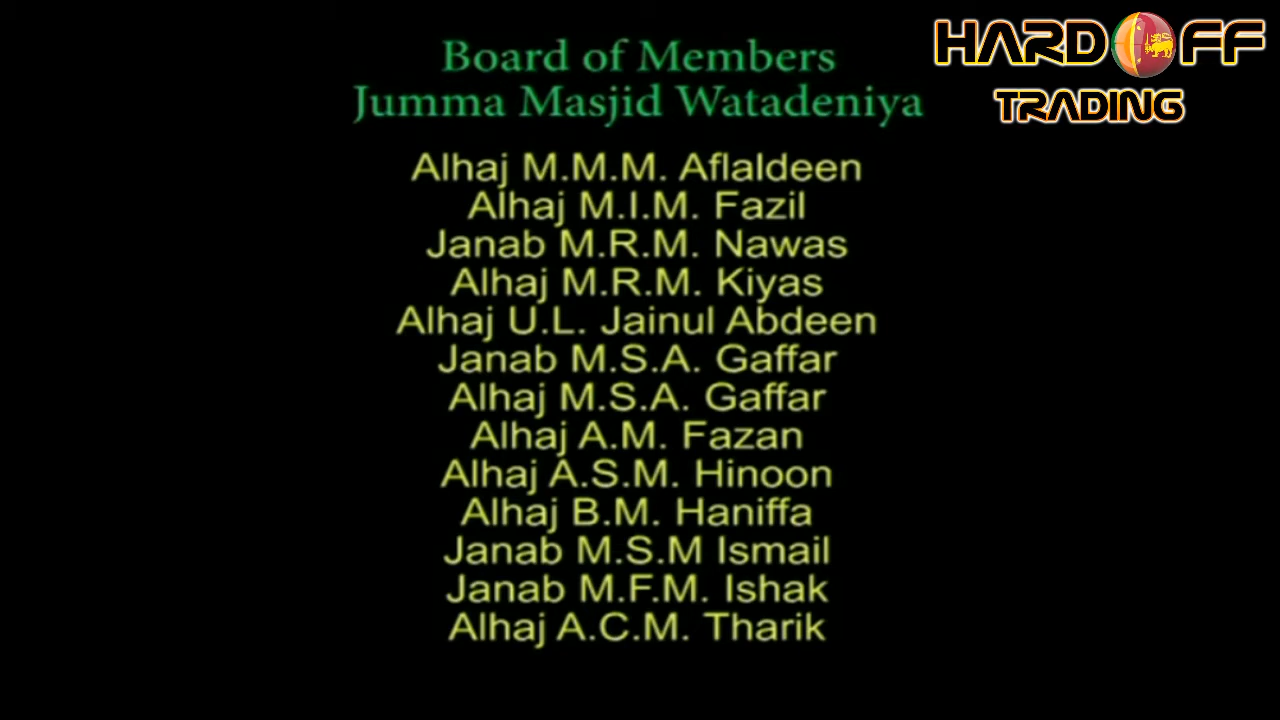 Board of Members
Jumma Masjid Watadeniya
HARD OFF
TRADING
Alhaj M.M.M. Aflaldeen
Alhaj M.I.M. Fazil
Janab M.R.M. Nawas
Alhaj M.R.M. Kiyas
Alhaj U.L. Jainul Abdeen
Janab M.S.A. Gaffar
Alhaj M.S.A. Gaffar
Alhaj A.M. Fazan
Alhaj A.S.M. Hinoon
Alhaj B.M. Haniffa
Janab M.S.M Ismail
Janab M.F.M. Ishak
Alhaj A.C.M. Tharik